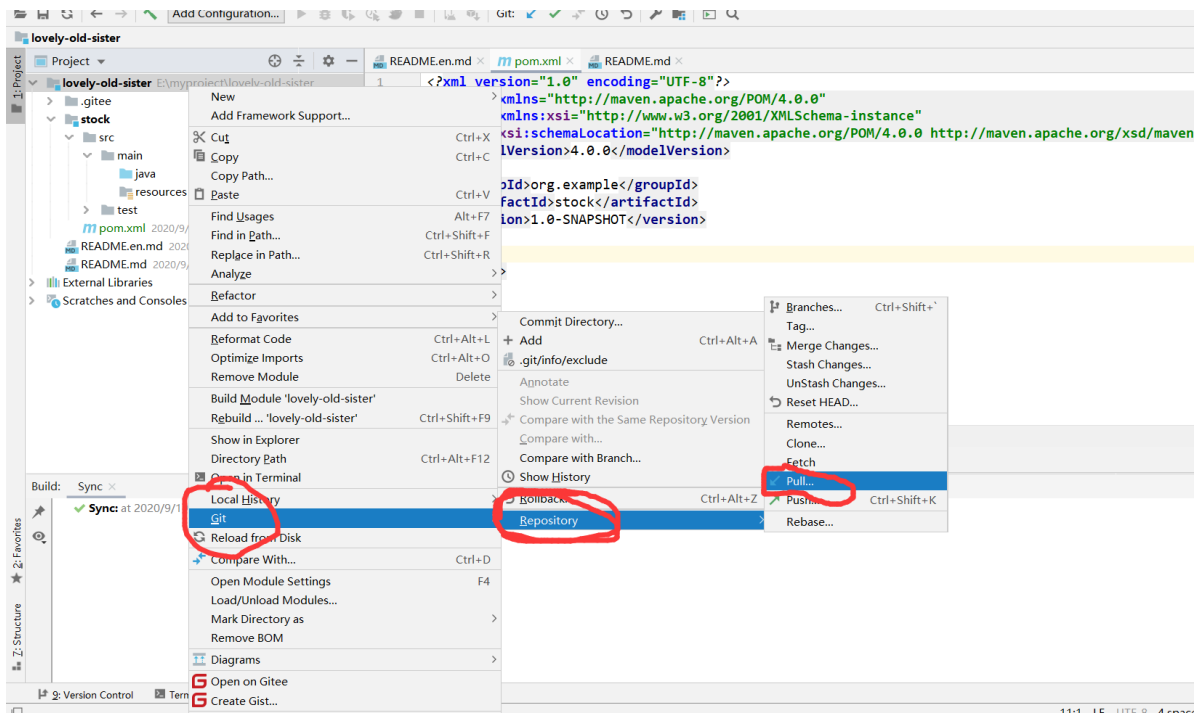 Add Configuration...
Git:
lovely-old-sister
1: Project
Project
README.en.md
pom.xml
README.md
lovely-old-sister E:\myproject\lovely-old-sister
.gitee
stock
src
main
java
resources
test
pom.xml 2020/9/
README.en.md 202
README.md 2020/9/
External Libraries
Scratches and Consoles
1
<?xml version="1.0" encoding="UTF-8"?>
xmlns="http://maven.apache.org/POM/4.0.0"
xmlns:xsi="http://www.w3.org/2001/XMLSchema-instance"
xsi:schemaLocation="http://maven.apache.org/POM/4.0.0 http://maven.apache.org/xsd/maven
lVersion>4.0.0</modelVersion>
pId>org.example</groupId>
factId>stock</artifactId>
ion>1.0-SNAPSHOT</version>
>
New
Add Framework Support...
Cut Ctrl+X
Copy Ctrl+C
Copy Path...
Paste Ctrl+V
Find Usages Alt+F7
Find in Path... Ctrl+Shift+F
Replace in Path... Ctrl+Shift+R
Analyze
Refactor
Add to Favorites
Reformat Code Ctrl+Alt+L
Optimize Imports Ctrl+Alt+O
Remove Module Delete
Build Module 'lovely-old-sister'
Rebuild ... 'lovely-old-sister' Ctrl+Shift+F9
Show in Explorer
Directory Path Ctrl+Alt+F12
Open in Terminal
Local History
Git
Reload from Disk
Compare With... Ctrl+D
Open Module Settings F4
Load/Unload Modules...
Mark Directory as
Remove BOM
Diagrams
Open on Gitee
Create Gist...
Commit Directory...
Add Ctrl+Alt+A
.git/info/exclude
Annotate
Show Current Revision
Compare with the Same Repository Version
Compare with...
Compare with Branch...
Show History
Rollback... Ctrl+Alt+Z
Repository
Branches... Ctrl+Shift+`
Tag...
Merge Changes...
Stash Changes...
UnStash Changes...
Reset HEAD...
Remotes...
Clone...
Fetch
Pull...
Push... Ctrl+Shift+K
Rebase...
Build: Sync
Sync: at 2020/9/1
2: Favorites
7: Structure
9: Version Control
Tern
11:1 LF UTF-8 4 space